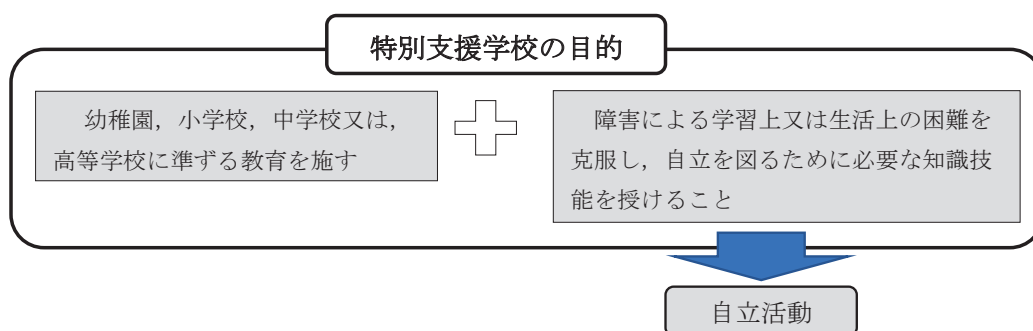 特別支援学校の目的
幼稚園，小学校，中学校又は，
高等学校に準ずる教育を施す
障害による学習上又は生活上の困難を
克服し，自立を図るために必要な知識技
能を授けること
自立活動